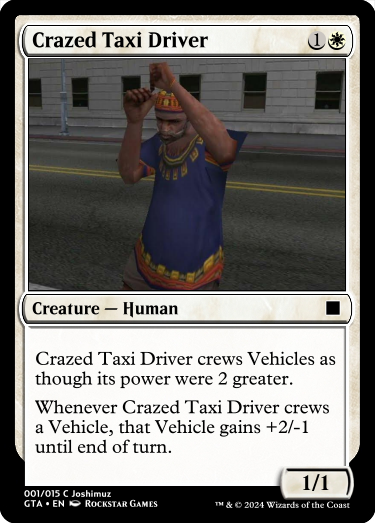 Crazed Taxi Driver 1
Creature — Human
Crazed Taxi Driver crews Vehicles as
though its power were 2 greater.
Whenever Crazed Taxi Driver crews
a Vehicle, that Vehicle gains +2/-1
until end of turn.
1/1
001/015 C Joshimuz
GTA • EN Rockstar Games
™ & © 2024 Wizards of the Coast